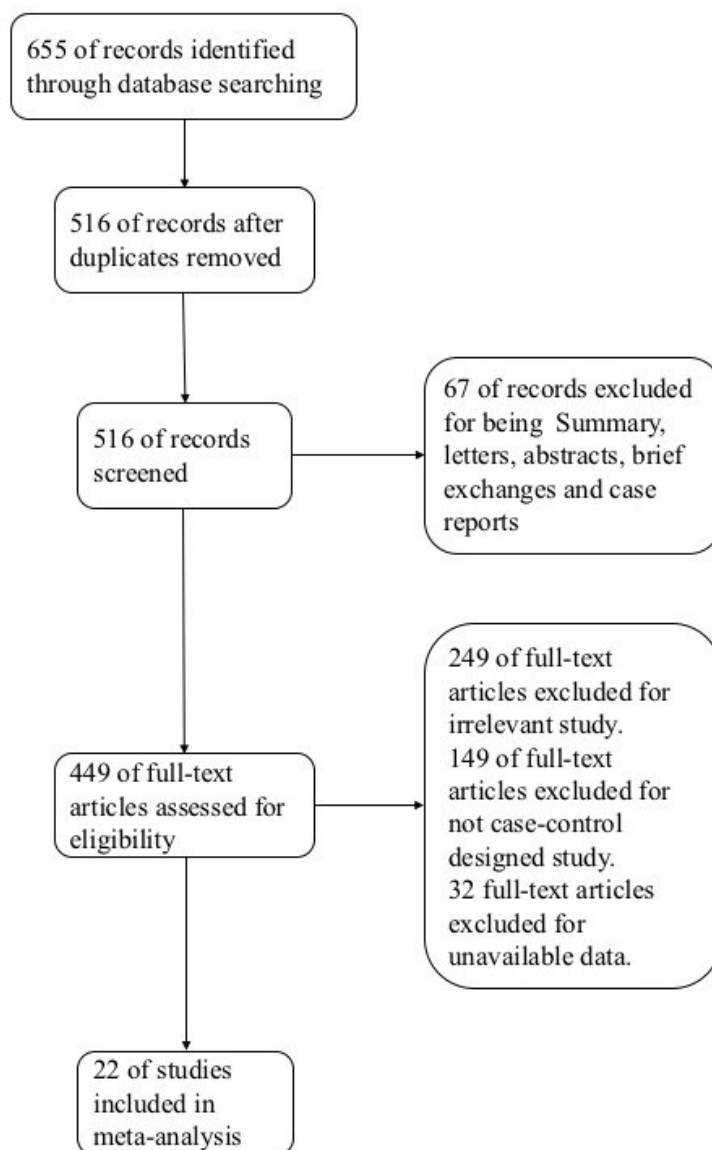 655 of records identified
through database searching
516 of records after
duplicates removed
516 of records
screened
67 of records excluded
for being Summary,
letters, abstracts, brief
exchanges and case
reports
449 of full-text
articles assessed for
eligibility
249 of full-text
articles excluded for
irrelevant study.
149 of full-text
articles excluded for
not case-control
designed study.
32 full-text articles
excluded for
unavailable data.
22 of studies
included in
meta-analysis